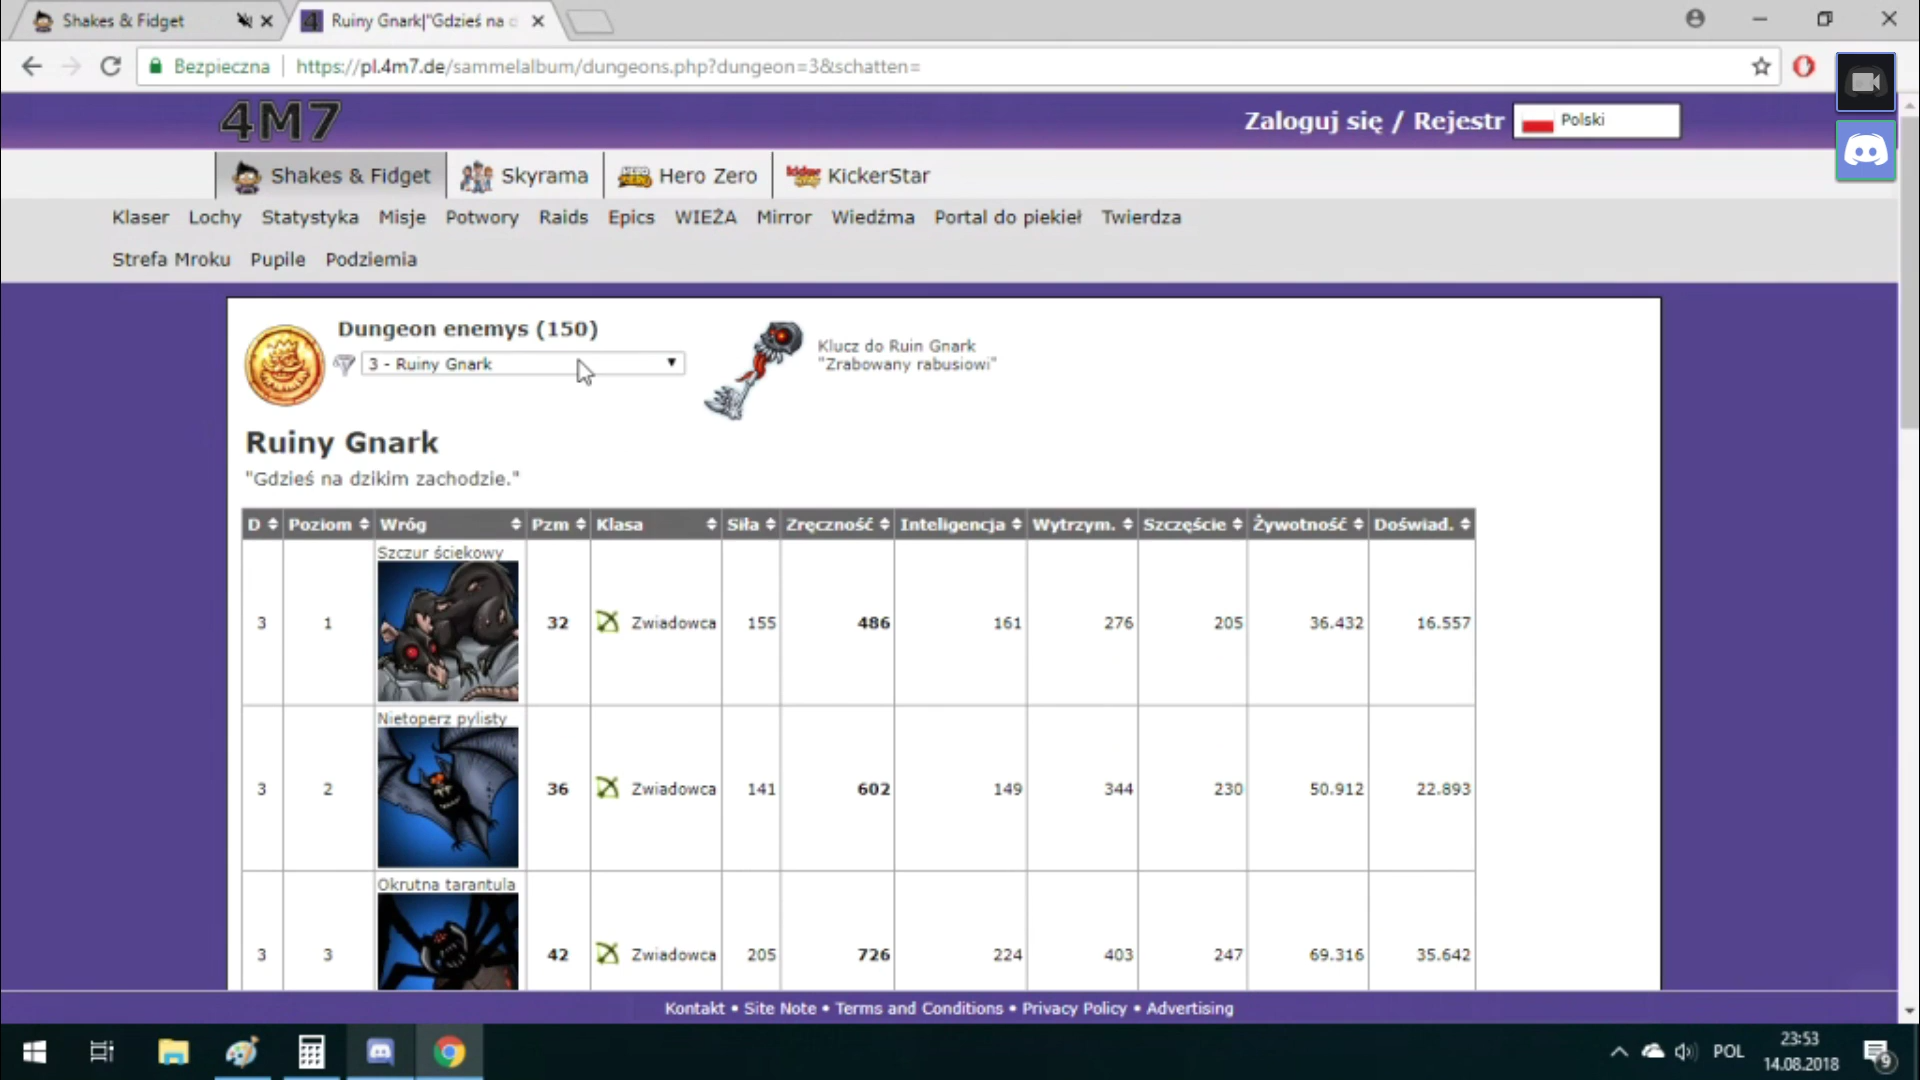 Shakes & Fidget
Ruiny Gnark|"Gdzieś na d
Bezpieczna
https://pl.4m7.de/sammelalbum/dungeons.php?dungeon=3&schatten=
4M7
Zaloguj się / Rejestr
Polski
Shakes & Fidget
Skyrama
Hero Zero
KickerStar
Klaser Lochy Statystyka Misje Potwory Raids Epics WIEŻA Mirror Wiedźma Portal do piekieł Twierdza
Strefa Mroku Pupile Podziemia
Dungeon enemys (150)
3 - Ruiny Gnark
Klucz do Ruin Gnark
"Zrabowany rabusiowi"
Ruiny Gnark
"Gdzieś na dzikim zachodzie."
D Poziom Wróg Pzm Klasa Siła Zręczność Inteligencja Wytrzym. Szczęście Żywotność Doświad.
Szczur ściekowy
3 1 32 Zwiadowca 155 486 161 276 205 36.432 16.557
Nietoperz pylisty
3 2 36 Zwiadowca 141 602 149 344 230 50.912 22.893
Okrutna tarantula
3 3 42 Zwiadowca 205 726 224 403 247 69.316 35.642
Kontakt • Site Note • Terms and Conditions • Privacy Policy • Advertising
POL
23:53
14.08.2018
9